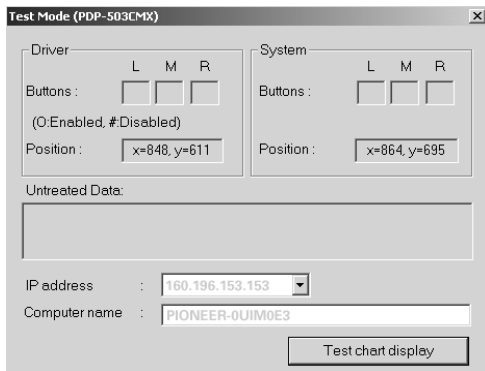 Test Mode (PDP-503CMX)
Driver
L M R
Buttons :
(O:Enabled, #:Disabled)
Position : x=848, y=611
System
L M R
Buttons :
Position : x=864, y=695
Untreated Data:
IP address : 160.196.153.153
Computer name : PIONEER-0UIM0E3
Test chart display